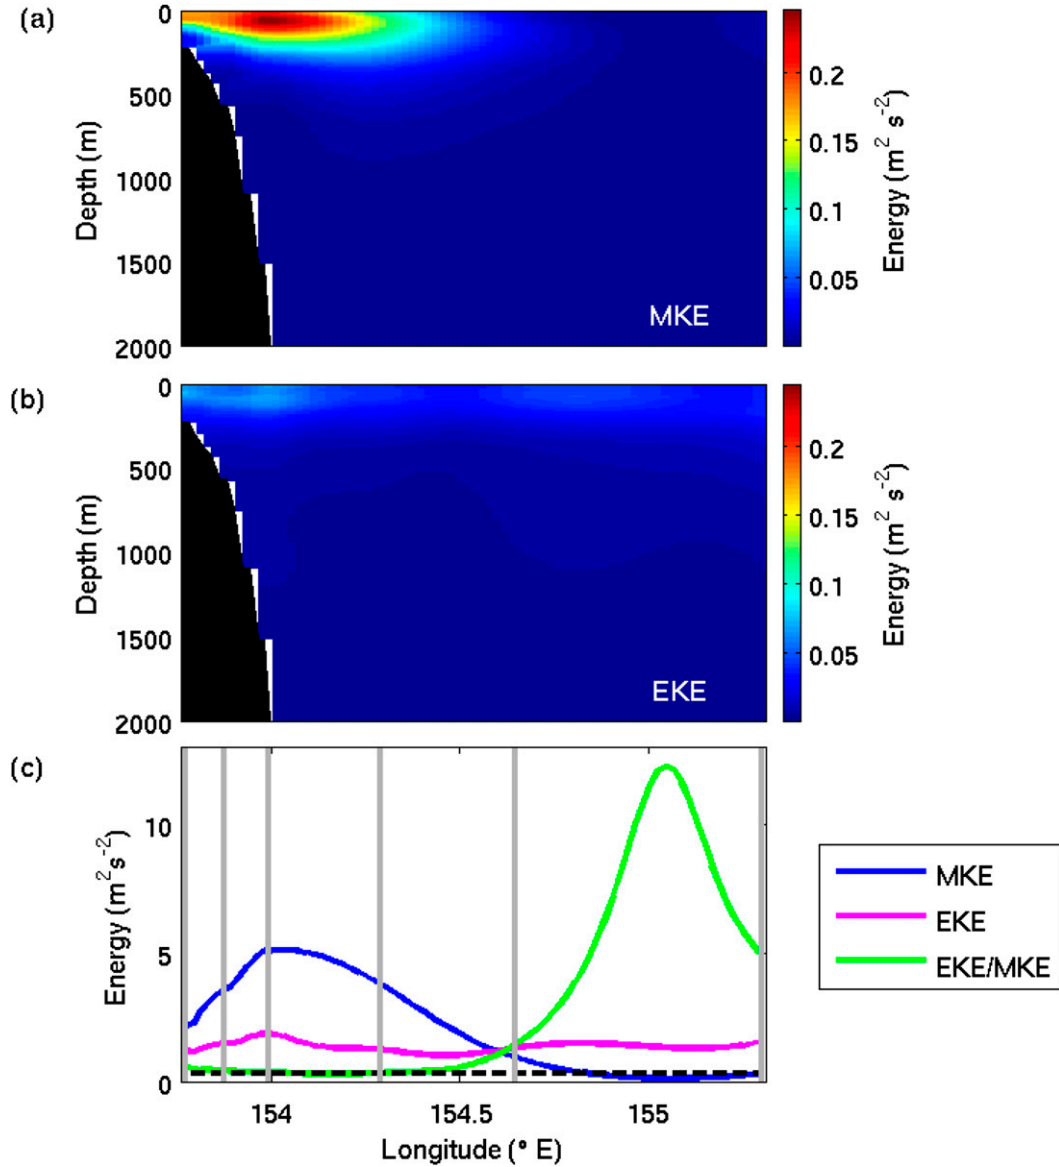 (a)
0
500
1000
1500
2000
Depth (m)
MKE
0.2
0.15
0.1
0.05
Energy (m² s⁻²)
(b)
0
500
1000
1500
2000
Depth (m)
EKE
0.2
0.15
0.1
0.05
Energy (m² s⁻²)
(c)
10
5
0
Energy (m²s⁻²)
154 154.5 155
Longitude (° E)
MKE
EKE
EKE/MKE